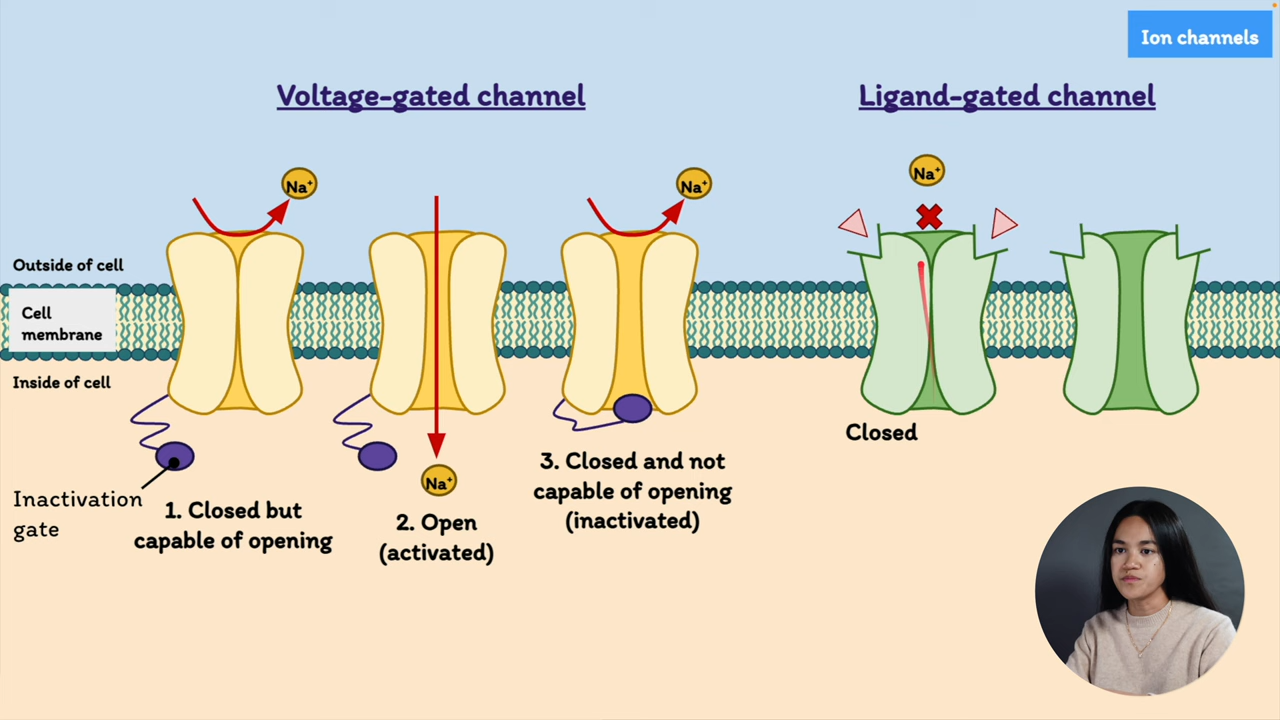 Ion channels
Voltage-gated channel
Ligand-gated channel
Na⁺
Na⁺
Na⁺
Outside of cell
Cell
membrane
Inside of cell
Closed
Na⁺
Inactivation
gate
1. Closed but
capable of opening
2. Open
(activated)
3. Closed and not
capable of opening
(inactivated)